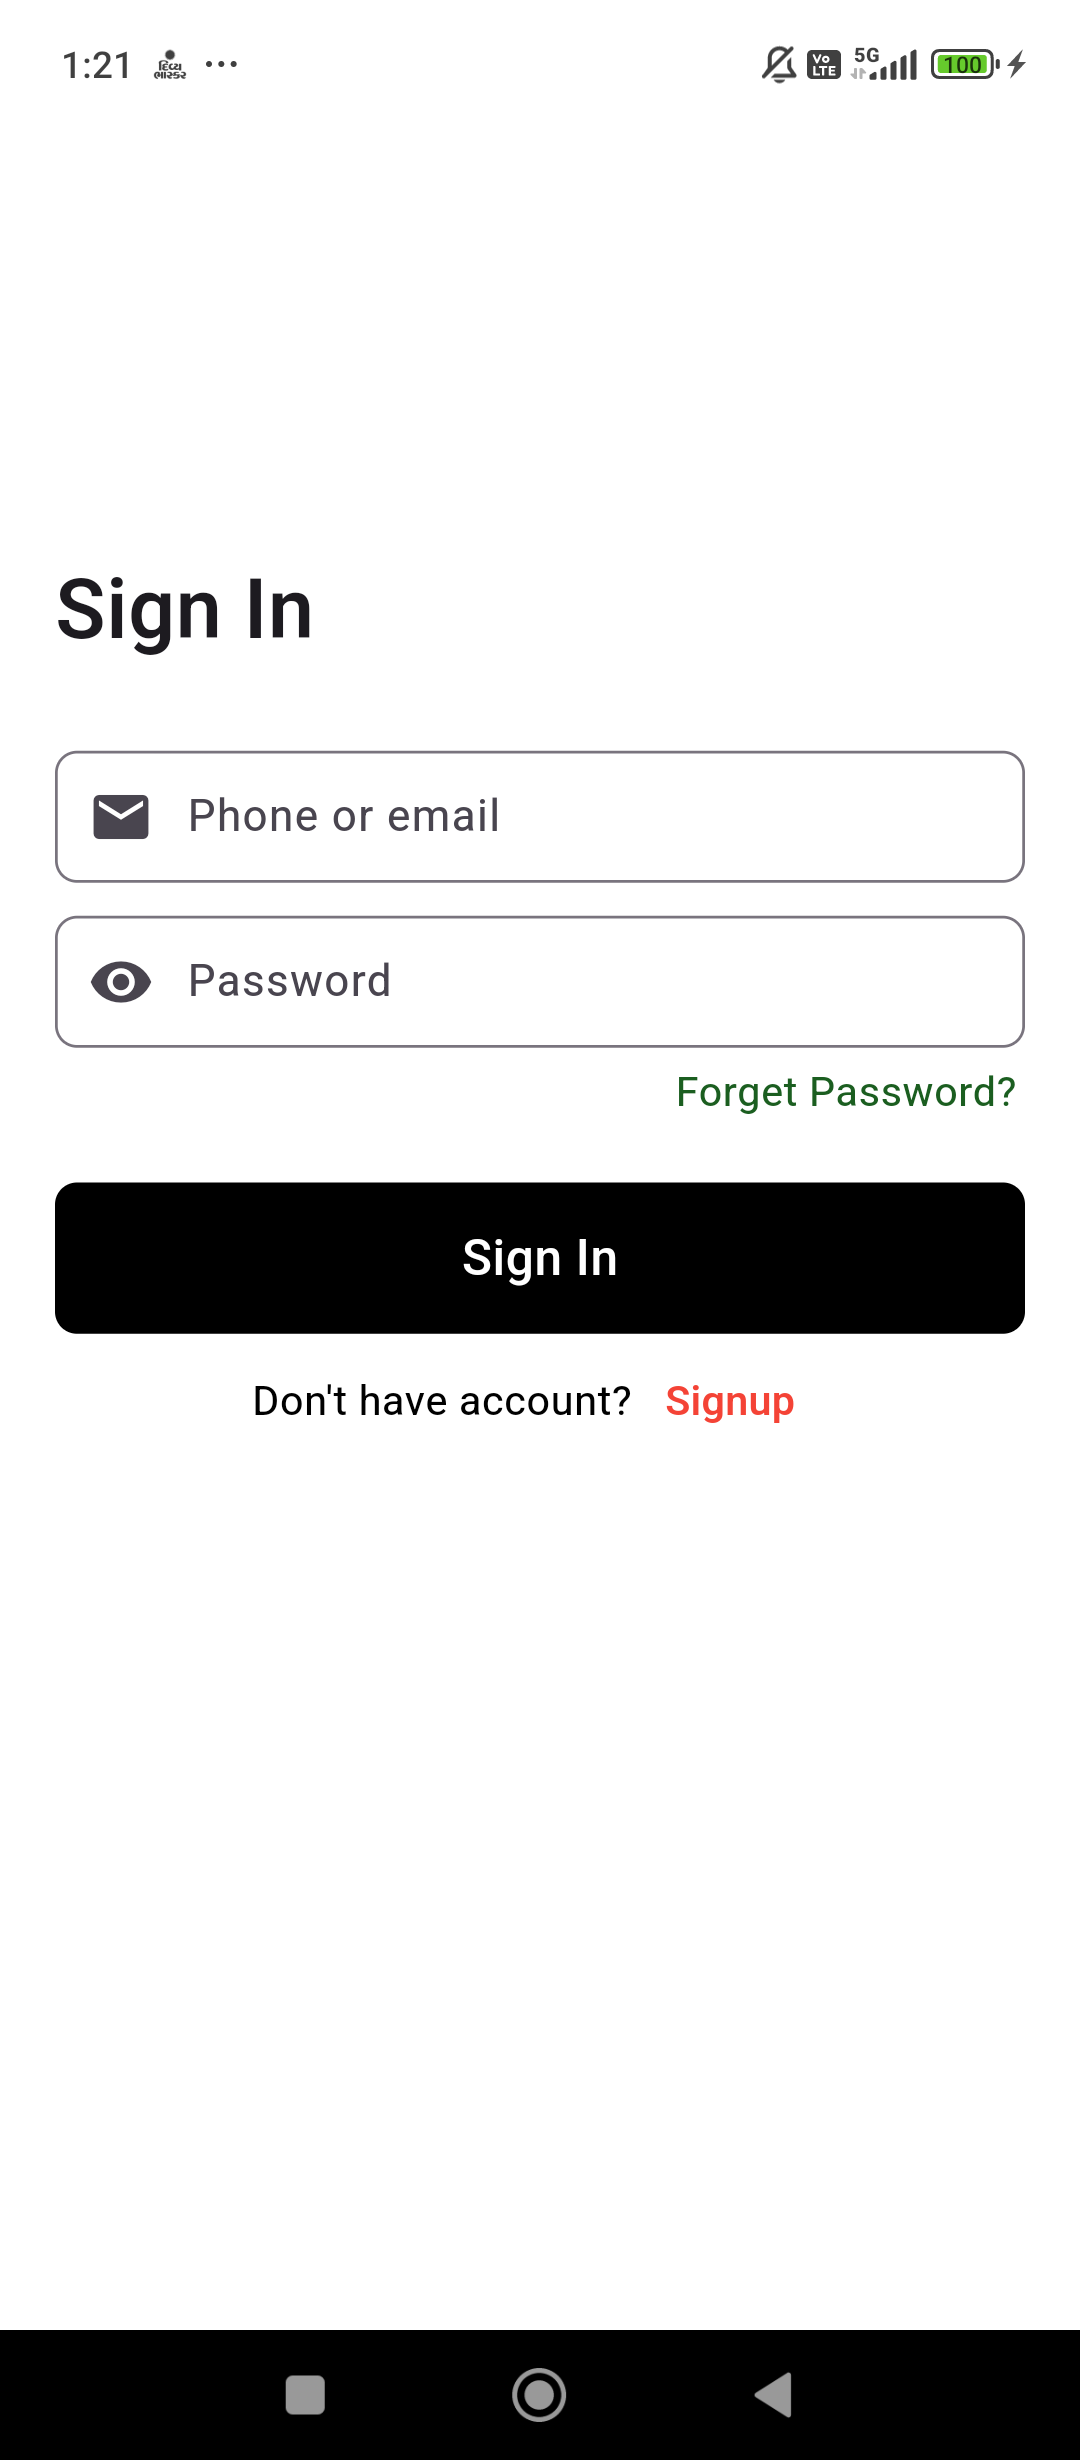 1:21 દિવ્ય ભાસ્કર ... Vo LTE 5G 100
Sign In
Phone or email
Password
Forget Password?
Sign In
Don't have account? Signup